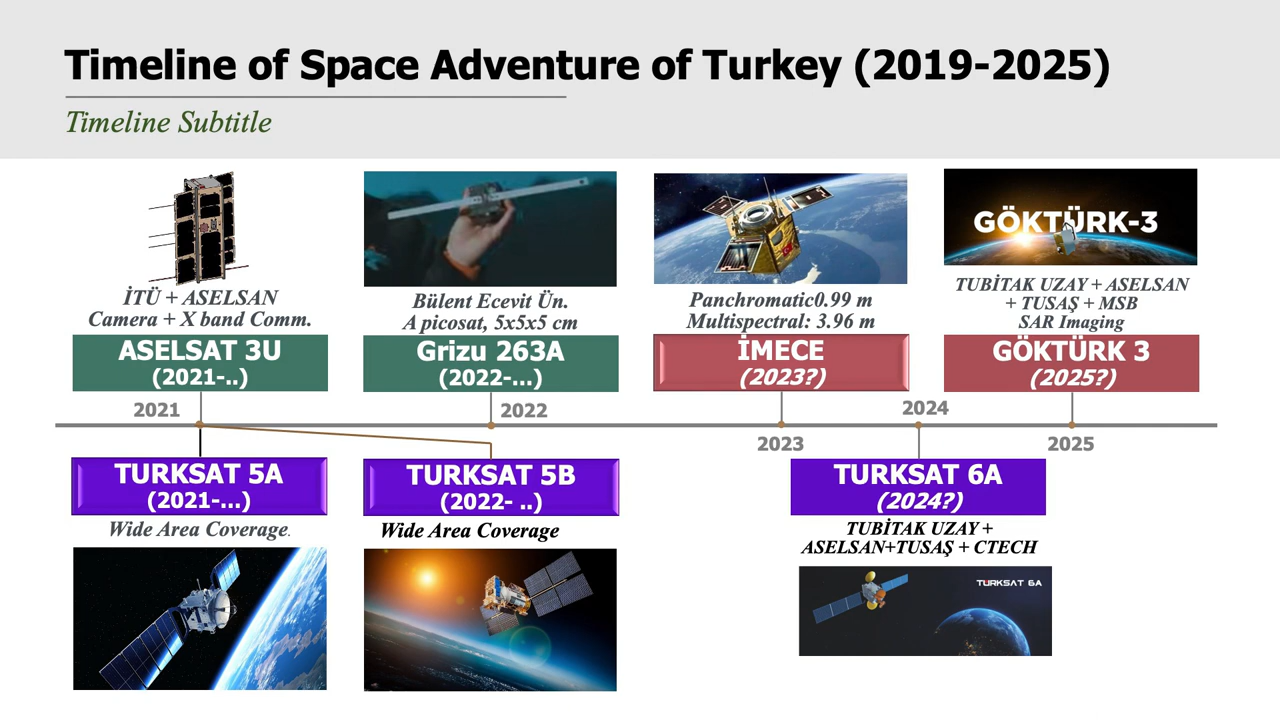 Timeline of Space Adventure of Turkey (2019-2025)
Timeline Subtitle
İTÜ + ASELSAN
Camera + X band Comm.
ASELSAT 3U
(2021-..)
Bülent Ecevit Ün.
A picosat, 5x5x5 cm
Grizu 263A
(2022-...)
Panchromatic0.99 m
Multispectral: 3.96 m
İMECE
(2023?)
GÖKTÜRK-3
TUBİTAK UZAY + ASELSAN
+ TUSAŞ + MSB
SAR Imaging
GÖKTÜRK 3
(2025?)
2021
2022
2023
2024
2025
TURKSAT 5A
(2021-...)
Wide Area Coverage.
TURKSAT 5B
(2022- ..)
Wide Area Coverage
TURKSAT 6A
(2024?)
TUBİTAK UZAY +
ASELSAN+TUSAŞ + CTECH
TURKSAT 6A